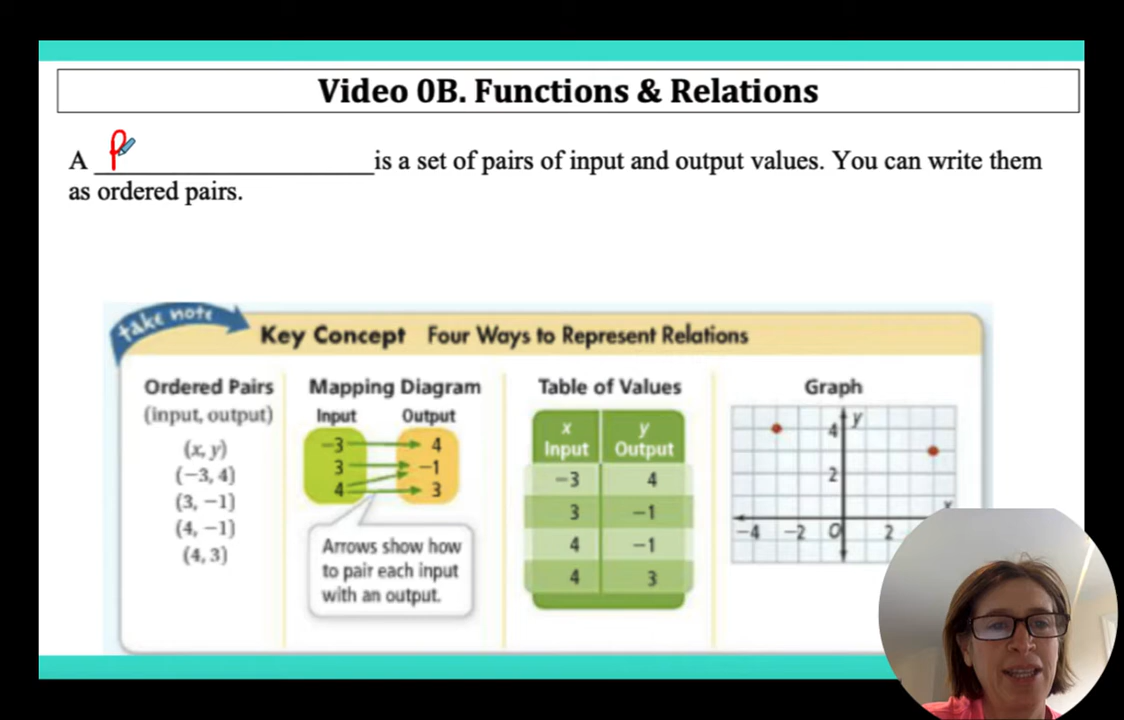 Video 0B. Functions & Relations
A ____________________ is a set of pairs of input and output values. You can write them
as ordered pairs.
take note
Key Concept Four Ways to Represent Relations
Ordered Pairs
(input, output)
(x, y)
(−3, 4)
(3, −1)
(4, −1)
(4, 3)
Mapping Diagram
Input Output
−3 4
3 −1
4 3
Arrows show how
to pair each input
with an output.
Table of Values
x y
Input Output
−3 4
3 −1
4 −1
4 3
Graph
4 y
2
−4 −2 O 2